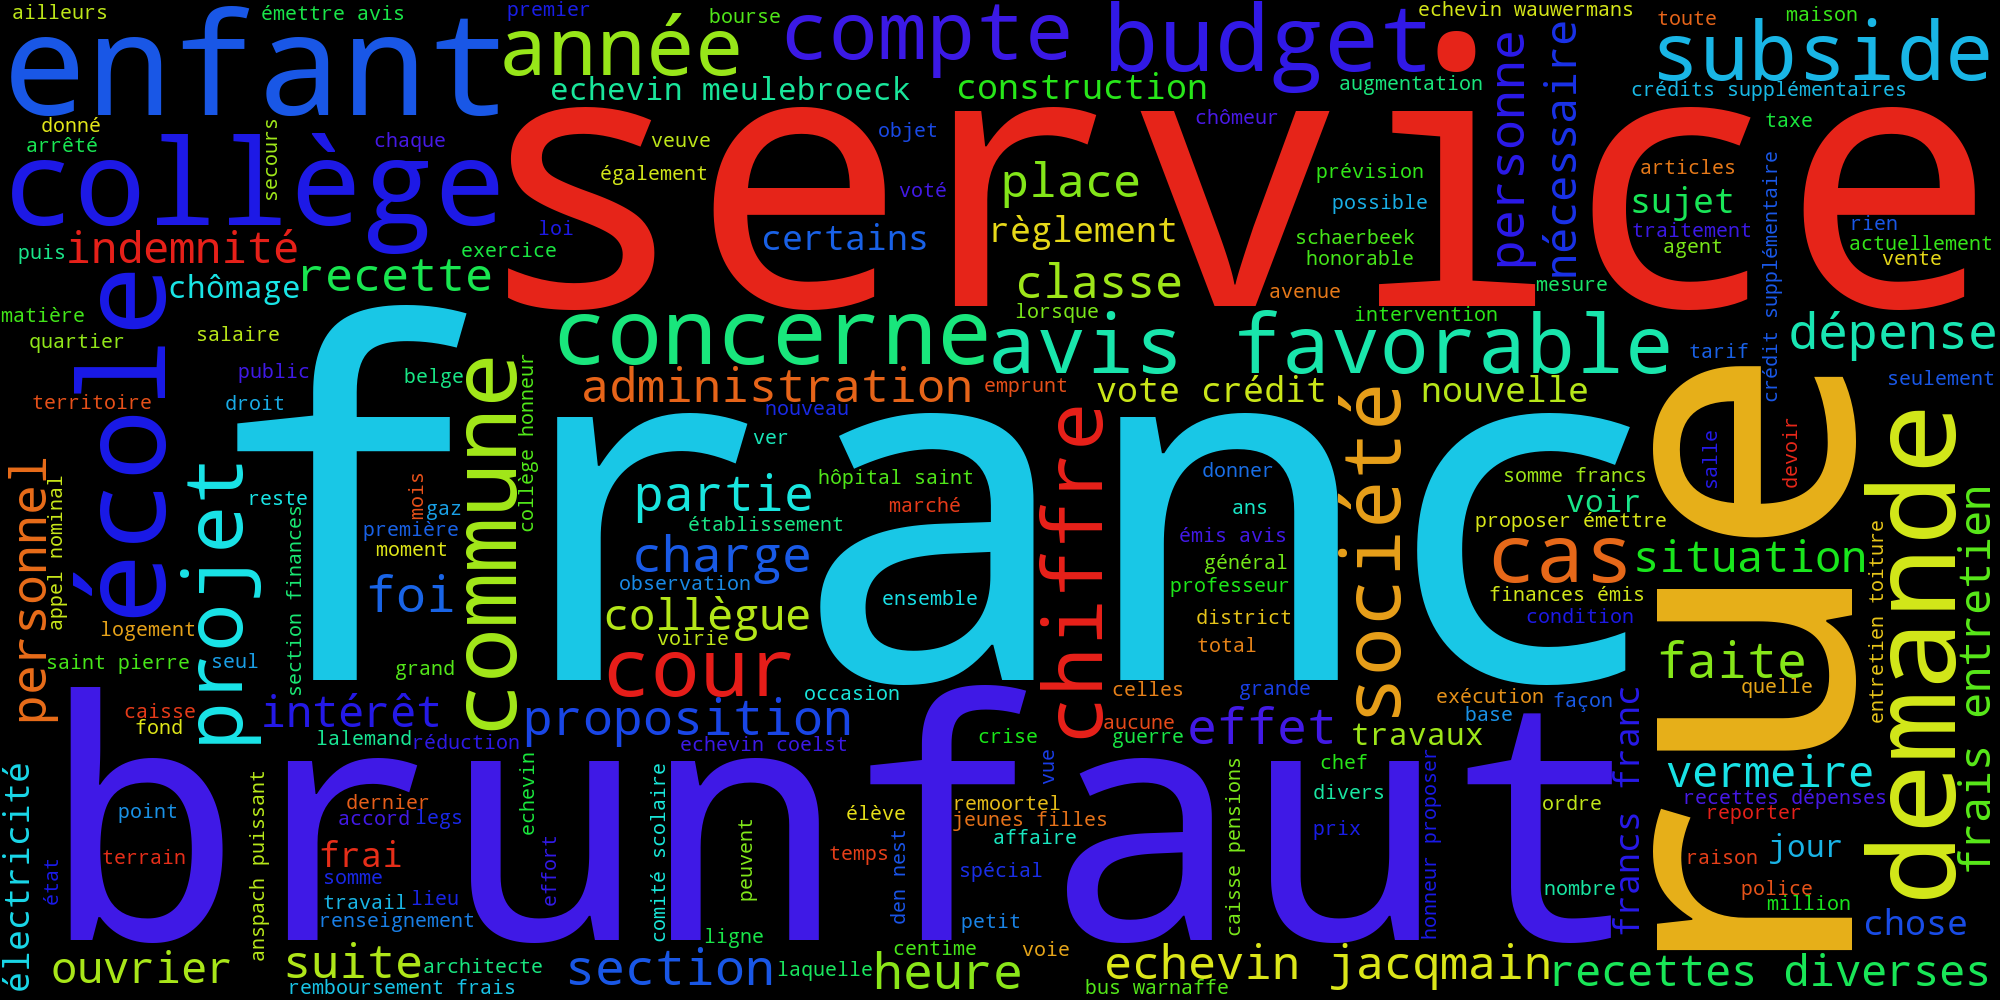 ailleurs
émettre avis
premier
bourse
compte
budget
echevin wauwermans
toute
maison
enfant
année
subside
echevin meulebroeck
construction
augmentation
personne
nécessaire
crédits supplémentaires
donné
arrêté
secours
chaque
veuve
objet
chômeur
taxe
collège
service
également
voté
place
prévision
articles
possible
sujet
crédit supplémentaire
puis
indemnité
exercice
loi
certains
règlement
schaerbeek
honorable
traitement
agent
rien
actuellement
vente
chômage
recette
classe
avenue
mesure
matière
quartier
salaire
lorsque
intervention
école
concerne
avis favorable
dépense
public
belge
tarif
territoire
droit
administration
emprunt
vote crédit
nouvelle
seulement
nouveau
franc
commune
collège honneur
ver
chiffre
société
rue
salle
devoir
demande
personnel
appel nominal
projet
reste
mois
gaz
première
moment
partie
hôpital saint
marché
établissement
donner
ans
somme francs
voir
proposer émettre
section finances
charge
émis avis
général
professeur
cas
situation
entretien toiture
frais entretien
foi
observation
ensemble
collègue
voirie
district
total
finances émis
condition
logement
saint pierre
seul
grand
cour
faite
quelle
caisse
fond
intérêt
lalemand
réduction
proposition
occasion
echevin coelst
crise
celles
aucune
guerre
grande
effet
exécution
base
façon
travaux
francs franc
vermeire
électricité
brunfaut
point
terrain
état
anspach puissant
dernier
accord
legs
frai
somme
travail
lieu
renseignement
echevin
effort
comité scolaire
peuvent
ligne
élève
temps
den nest
remoortel
jeunes filles
affaire
spécial
petit
vue
caisse pensions
chef
divers
prix
honneur proposer
ordre
nombre
recettes dépenses
reporter
raison
jour
police
million
chose
ouvrier
suite
architecte
remboursement frais
section
laquelle
centime
heure
voie
bus warnaffe
echevin jacqmain
recettes diverses